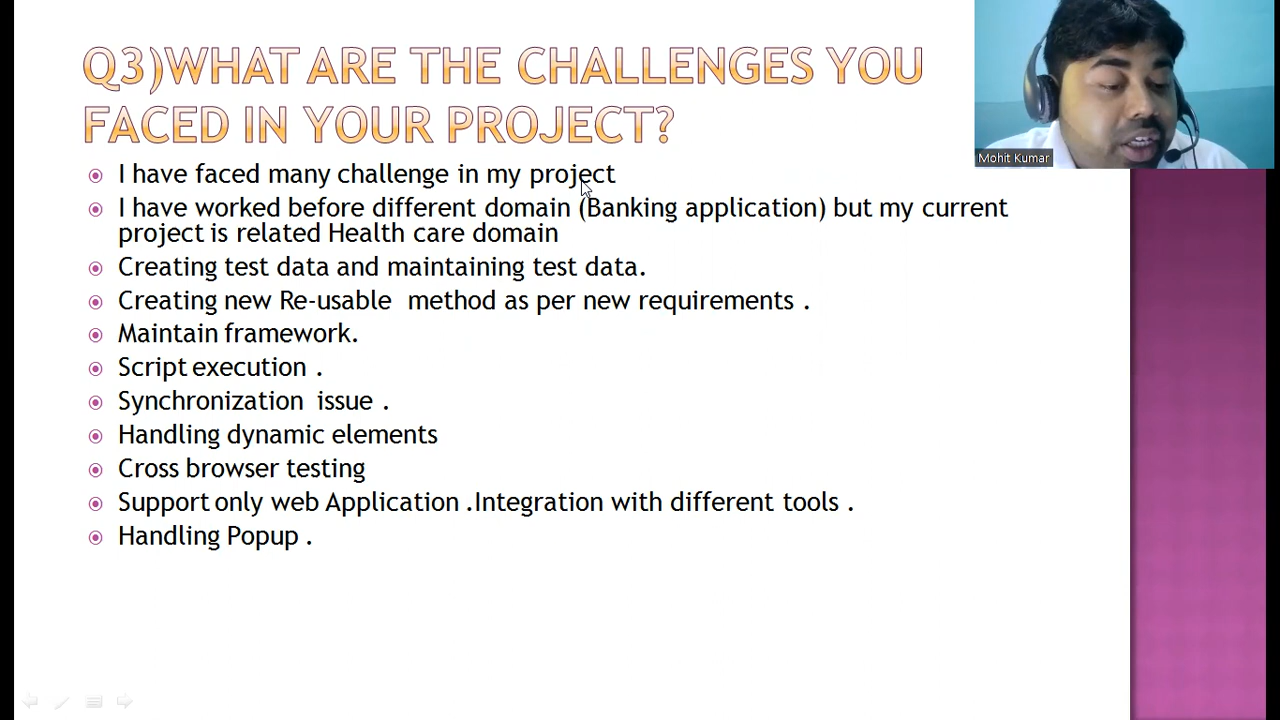 Q3)WHAT ARE THE CHALLENGES YOU
FACED IN YOUR PROJECT?
I have faced many challenge in my project
I have worked before different domain (Banking application) but my current
project is related Health care domain
Creating test data and maintaining test data.
Creating new Re-usable method as per new requirements .
Maintain framework.
Script execution .
Synchronization issue .
Handling dynamic elements
Cross browser testing
Support only web Application .Integration with different tools .
Handling Popup .
Mohit Kumar